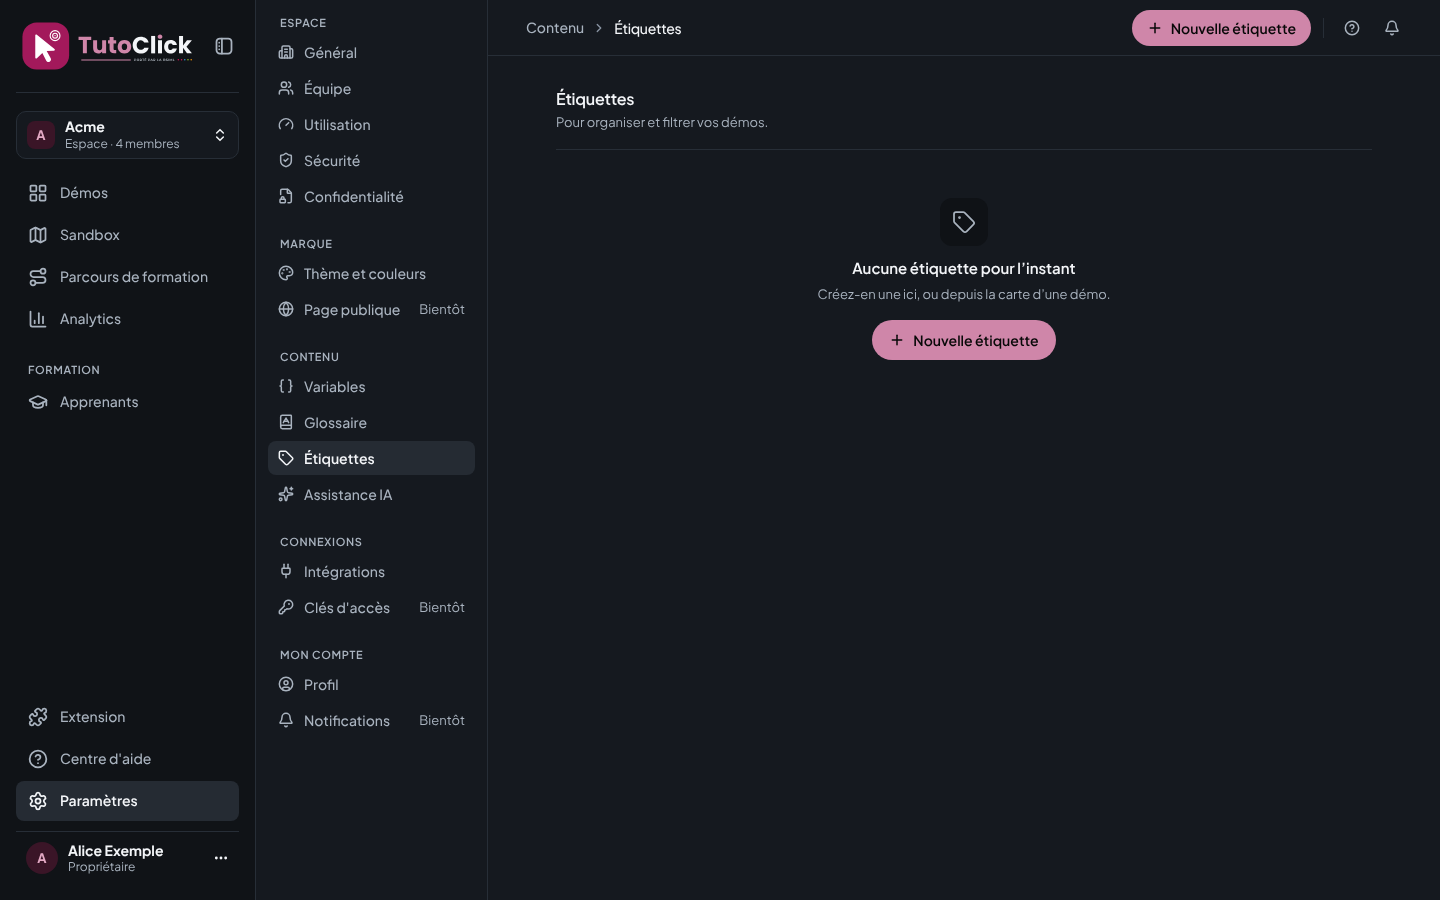 TutoClick
Acme
A
Espace · 4 membres
Démos
Sandbox
Parcours de formation
Analytics
FORMATION
Apprenants
Extension
Centre d'aide
Paramètres
A
Alice Exemple
Propriétaire
ESPACE
Général
Équipe
Utilisation
Sécurité
Confidentialité
MARQUE
Thème et couleurs
Page publique Bientôt
CONTENU
Variables
Glossaire
Étiquettes
Assistance IA
CONNEXIONS
Intégrations
Clés d'accès Bientôt
MON COMPTE
Profil
Notifications Bientôt
Contenu > Étiquettes
Nouvelle étiquette
Étiquettes
Pour organiser et filtrer vos démos.
Aucune étiquette pour l’instant
Créez-en une ici, ou depuis la carte d’une démo.
Nouvelle étiquette